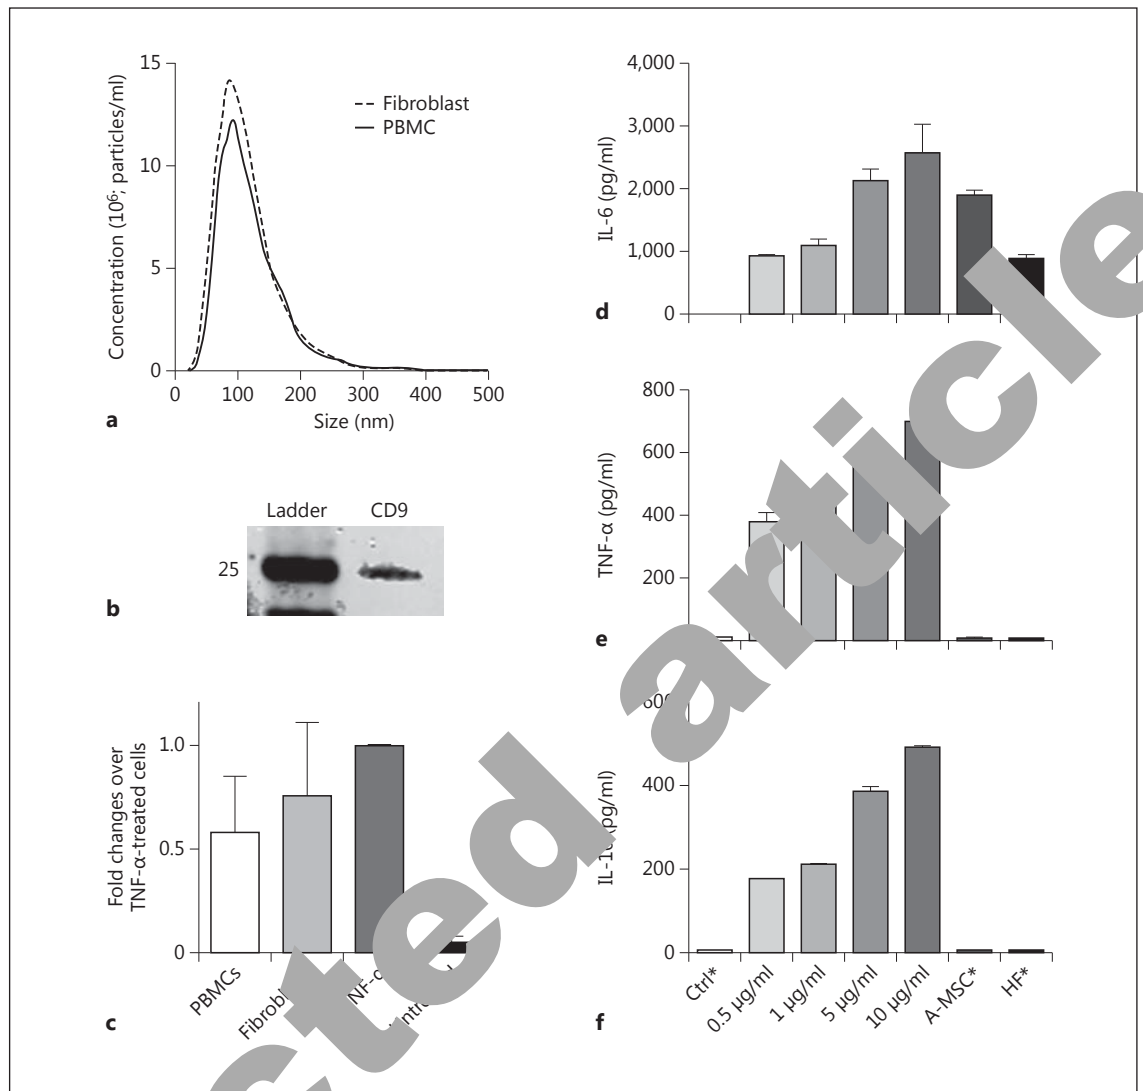 15
10
5
0
Concentration (10⁶; particles/ml)
Fibroblast
PBMC
0 100 200 300 400 500
Size (nm)
a
Ladder CD9
25
b
1.0
0.5
0
Fold changes over
TNF-α-treated cells
PBMCs
c
4,000
3,000
2,000
1,000
0
IL-6 (pg/ml)
d
800
600
400
200
TNF-α (pg/ml)
e
400
200
0
(pg/ml)
Ctrl*
0.5 µg/ml
1 µg/ml
5 µg/ml
10 µg/ml
A-MSC*
HF*
f
article